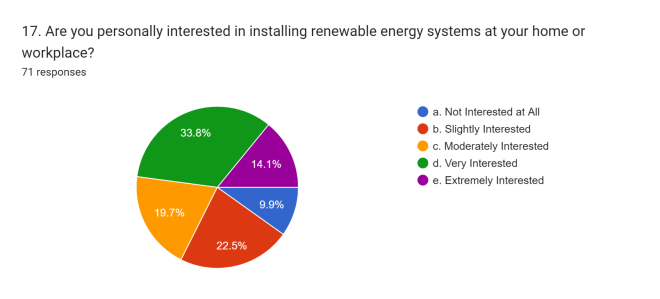 17. Are you personally interested in installing renewable energy systems at your home or
workplace?
71 responses
33.8%
14.1%
9.9%
19.7%
22.5%
a. Not Interested at All
b. Slightly Interested
c. Moderately Interested
d. Very Interested
e. Extremely Interested